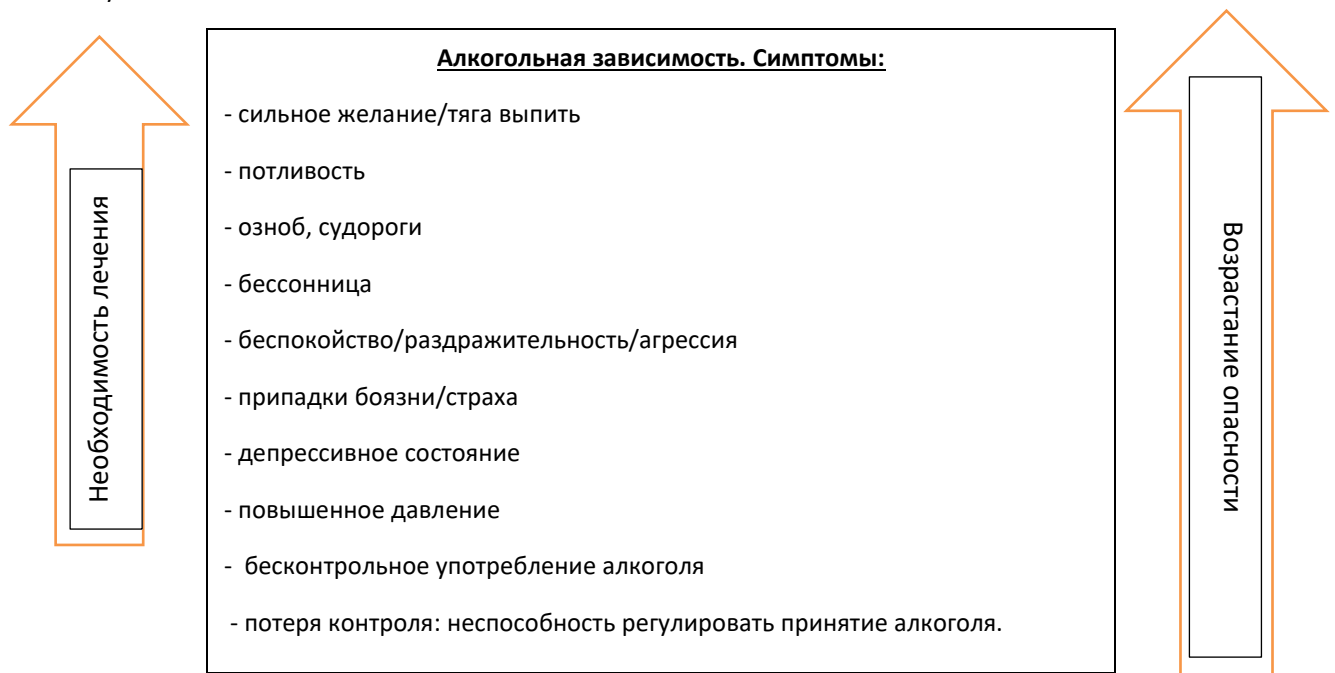 Алкогольная зависимость. Симптомы:
- сильное желание/тяга выпить
- потливость
- озноб, судороги
- бессонница
- беспокойство/раздражительность/агрессия
- припадки боязни/страха
- депрессивное состояние
- повышенное давление
- бесконтрольное употребление алкоголя
- потеря контроля: неспособность регулировать принятие алкоголя.
Необходимость лечения
Возрастание опасности